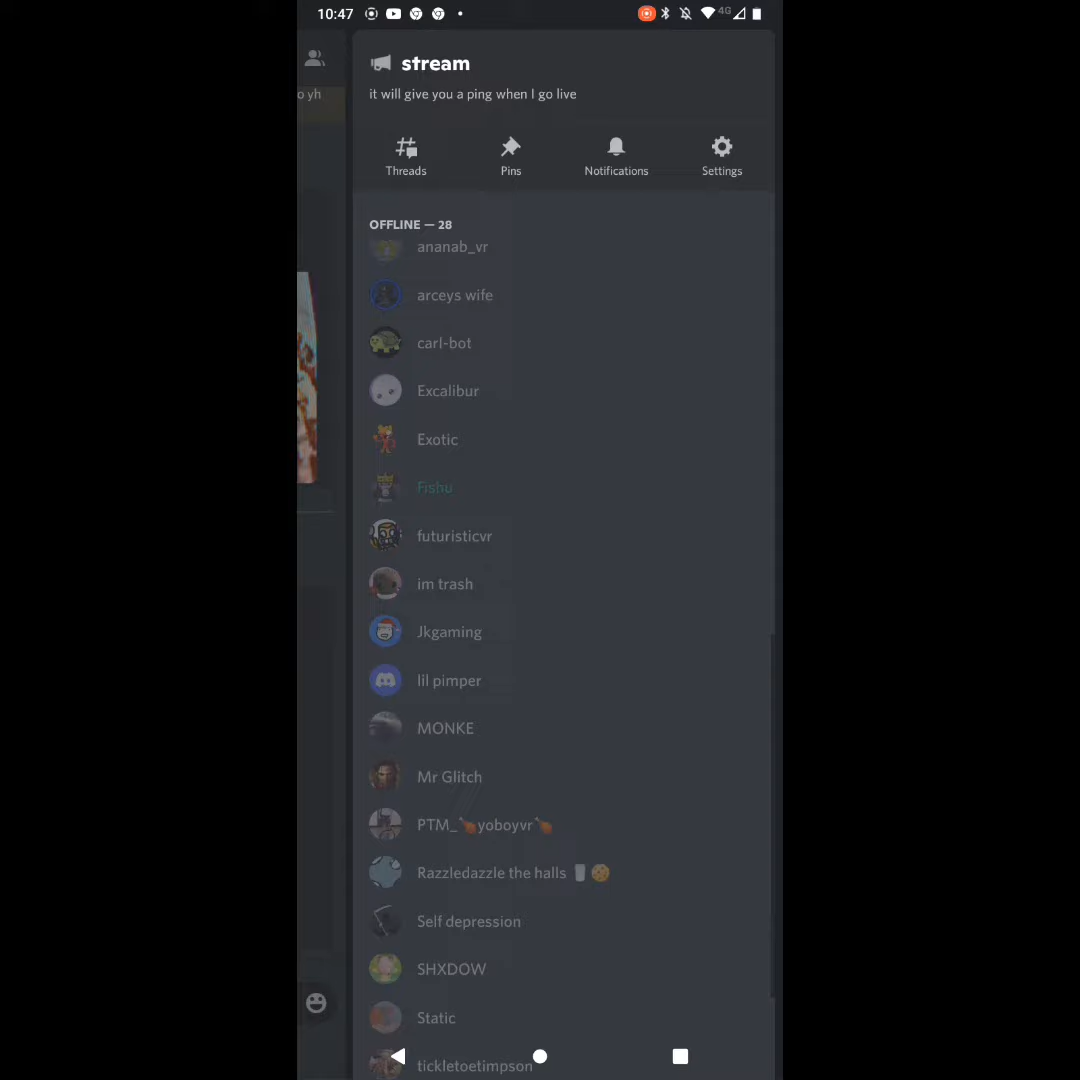 10:47
4G
stream
it will give you a ping when I go live
o yh
Threads
Pins
Notifications
Settings
OFFLINE — 28
ananab_vr
arceys wife
carl-bot
Excalibur
Exotic
Fishu
futuristicvr
im trash
Jkgaming
lil pimper
MONKE
Mr Glitch
PTM_🍗yoboyvr🍗
Razzledazzle the halls 🥛🍪
Self depression
SHXDOW
Static
tickletoetimpson